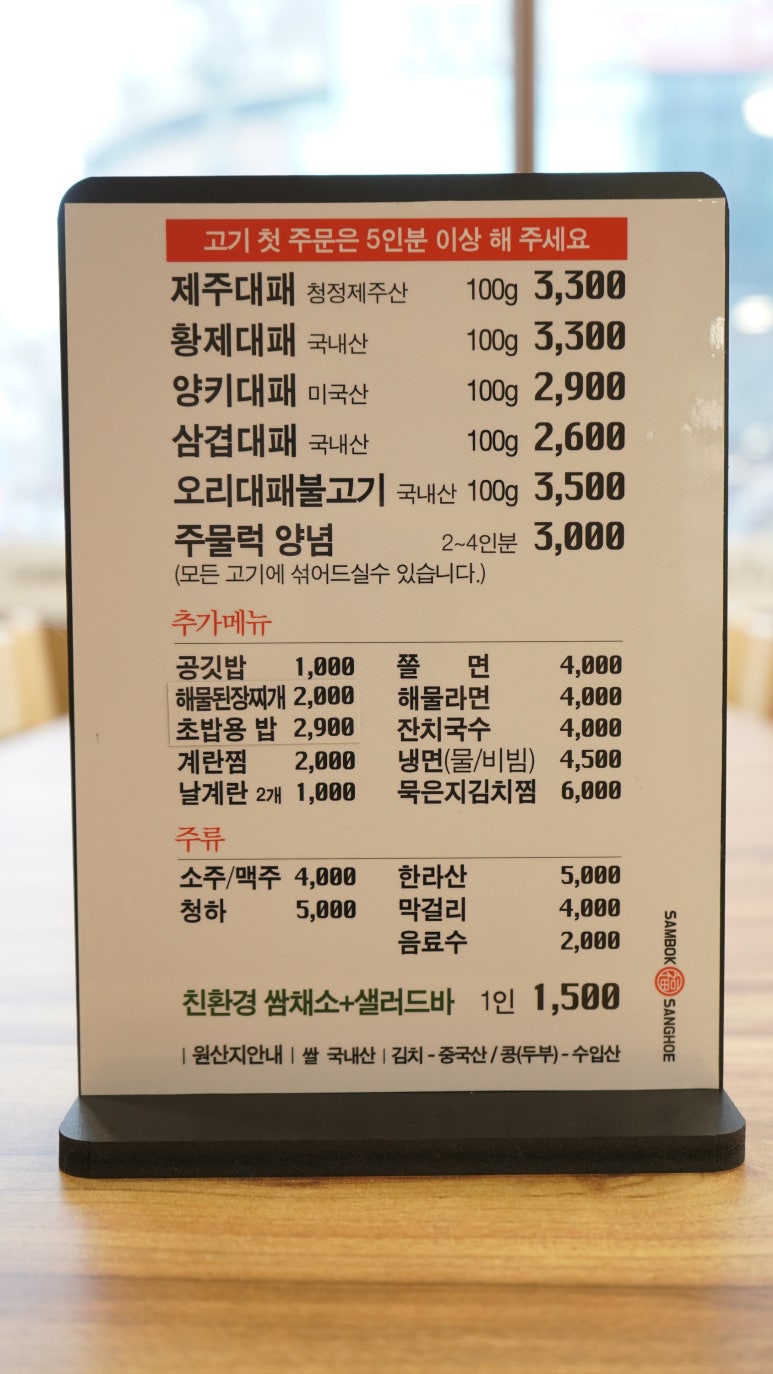 고기 첫 주문은 5인분 이상 해 주세요
제주대패 청정제주산 100g 3,300
황제대패 국내산 100g 3,300
양키대패 미국산 100g 2,900
삼겹대패 국내산 100g 2,600
오리대패불고기 국내산 100g 3,500
주물럭 양념 2~4인분 3,000
(모든 고기에 섞어드실수 있습니다.)
추가메뉴
공깃밥 1,000 쫄 면 4,000
해물된장찌개 2,000 해물라면 4,000
초밥용 밥 2,900 잔치국수 4,000
계란찜 2,000 냉면(물/비빔) 4,500
날계란 2개 1,000 묵은지김치찜 6,000
주류
소주/맥주 4,000 한라산 5,000
청하 5,000 막걸리 4,000
음료수 2,000
친환경 쌈채소+샐러드바 1인 1,500
| 원산지안내 | 쌀 국내산 | 김치 - 중국산 / 콩(두부) - 수입산
SAMBOK 福 SANGHOE